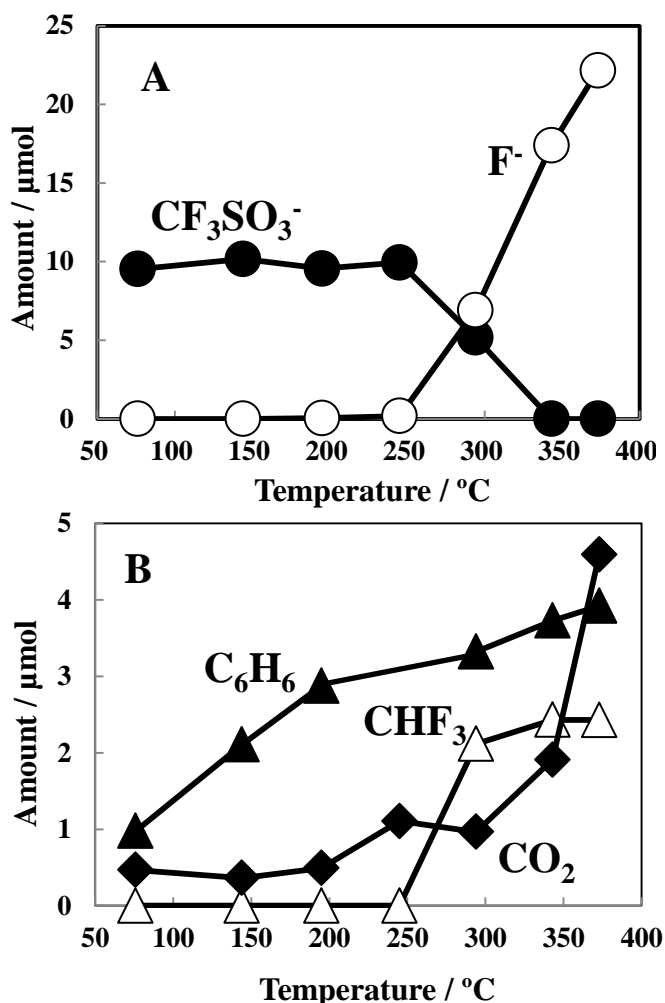 25
20
15
10
5
0
A
F⁻
CF₃SO₃⁻
Amount / μmol
50 100 150 200 250 300 350 400
Temperature / ºC
5
4
3
2
1
0
B
C₆H₆
CHF₃
CO₂
Amount / μmol
50 100 150 200 250 300 350 400
Temperature / ºC